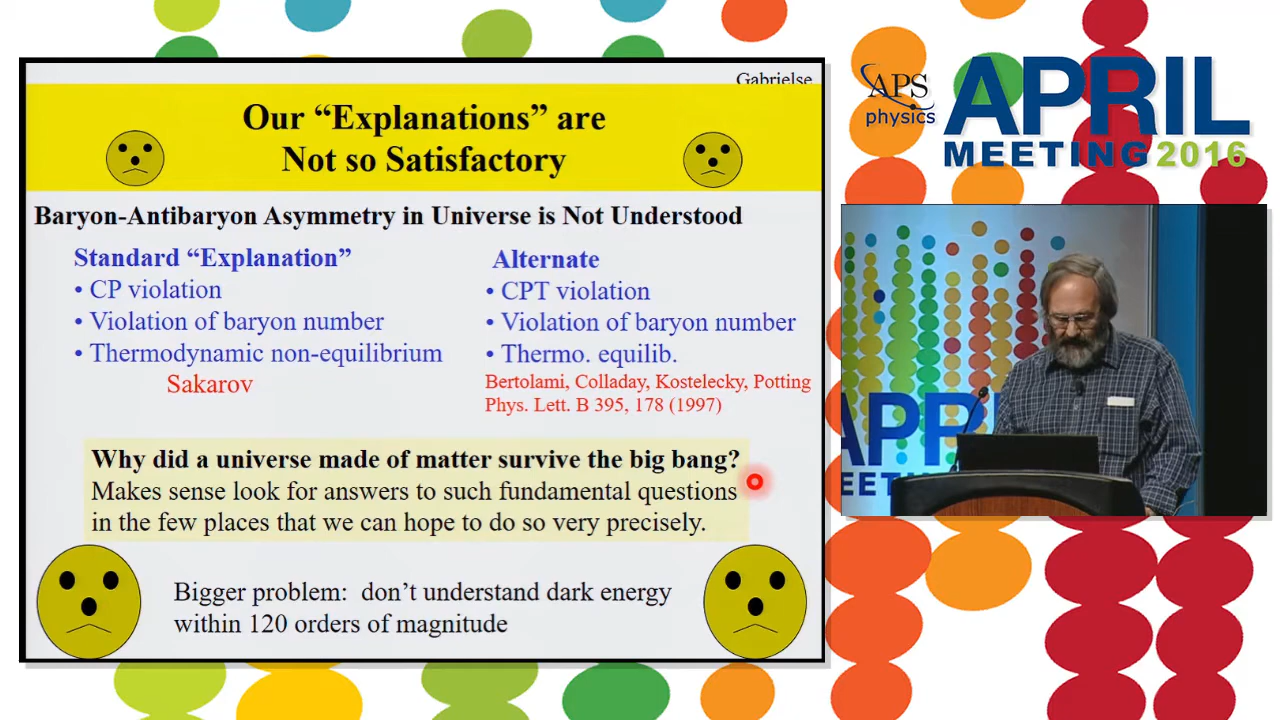 Gabrielse
Our “Explanations” are
Not so Satisfactory
Baryon-Antibaryon Asymmetry in Universe is Not Understood
Standard “Explanation”
• CP violation
• Violation of baryon number
• Thermodynamic non-equilibrium
Sakarov
Alternate
• CPT violation
• Violation of baryon number
• Thermo. equilib.
Bertolami, Colladay, Kostelecky, Potting
Phys. Lett. B 395, 178 (1997)
Why did a universe made of matter survive the big bang?
Makes sense look for answers to such fundamental questions
in the few places that we can hope to do so very precisely.
Bigger problem: don’t understand dark energy
within 120 orders of magnitude
APS
physics
APRIL
MEETING 2016
APRI
MEETING